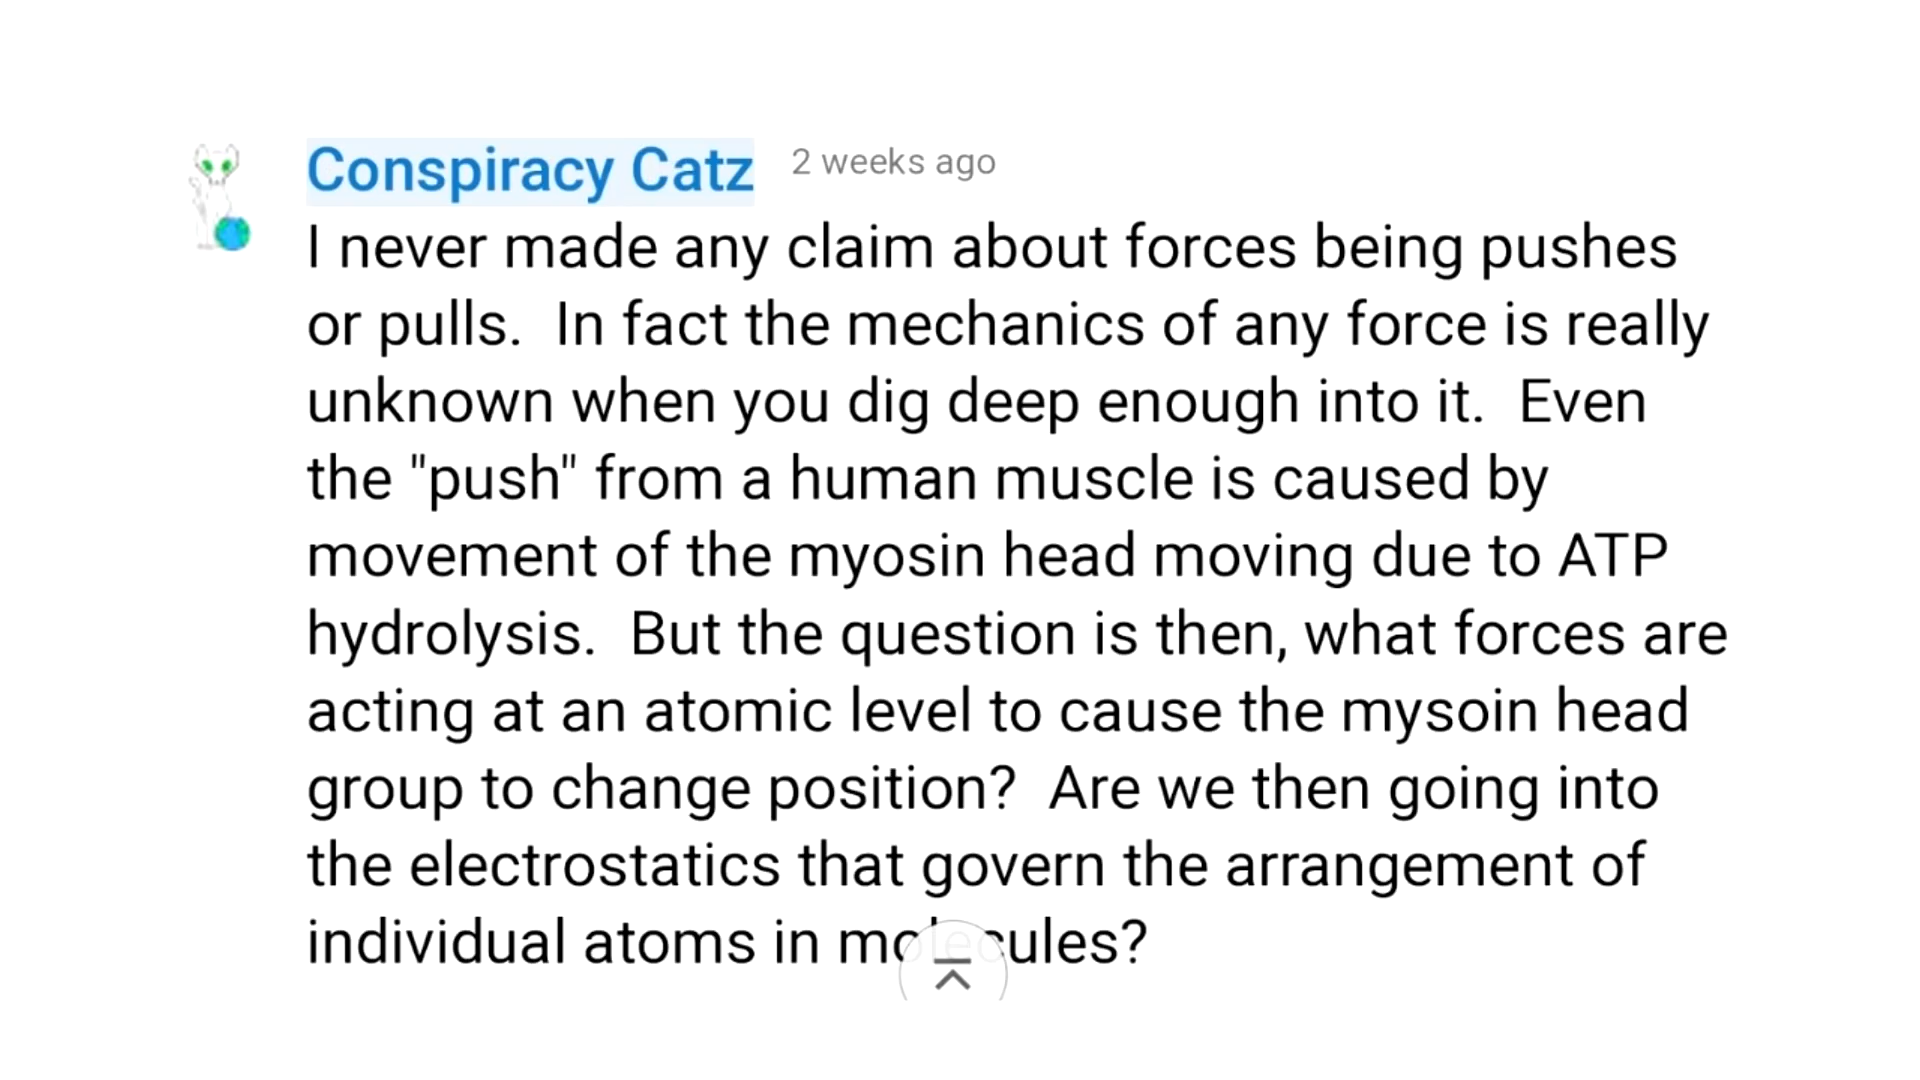 Conspiracy Catz 2 weeks ago
I never made any claim about forces being pushes
or pulls. In fact the mechanics of any force is really
unknown when you dig deep enough into it. Even
the "push" from a human muscle is caused by
movement of the myosin head moving due to ATP
hydrolysis. But the question is then, what forces are
acting at an atomic level to cause the mysoin head
group to change position? Are we then going into
the electrostatics that govern the arrangement of
individual atoms in molecules?